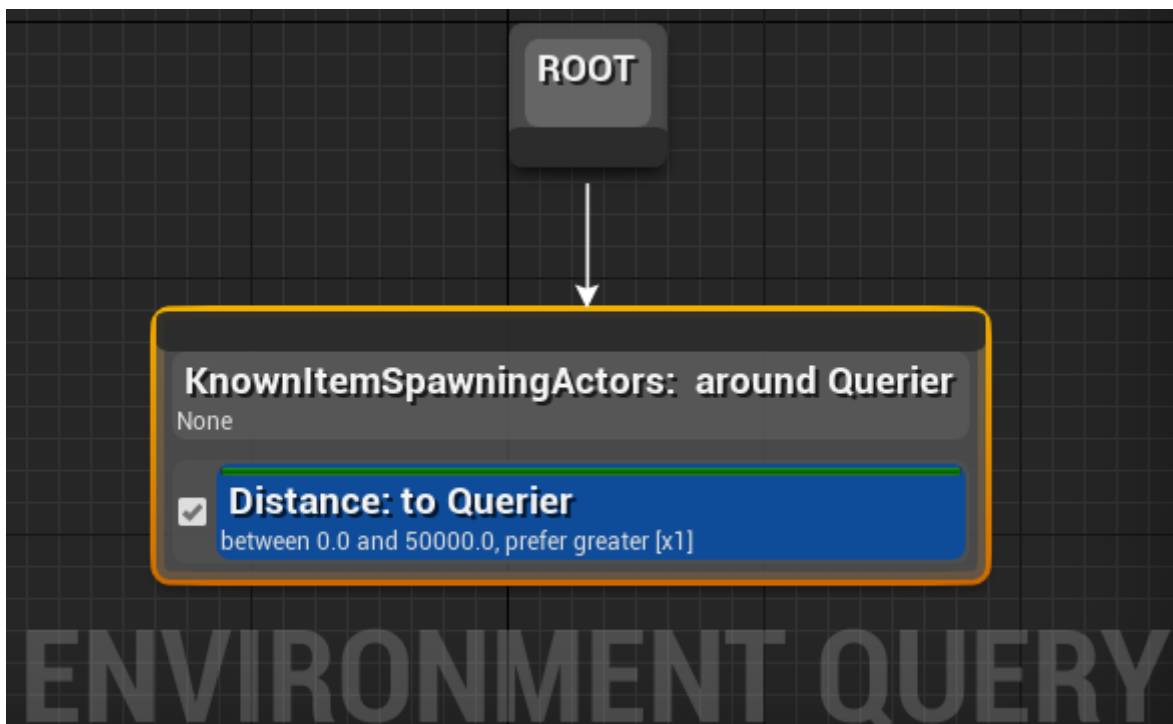 ROOT
KnownItemSpawningActors:  around Querier
None
Distance: to Querier
between 0.0 and 50000.0, prefer greater [x1]
ENVIRONMENT QUERY